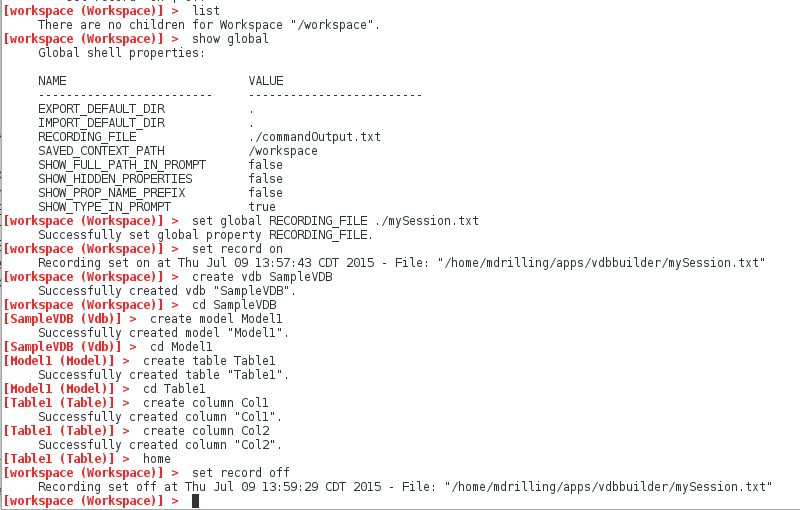 [workspace (Workspace)] > list
There are no children for Workspace "/workspace".
[workspace (Workspace)] > show global
Global shell properties:
NAME VALUE
------------------------- -------------------------
EXPORT_DEFAULT_DIR .
IMPORT_DEFAULT_DIR .
RECORDING_FILE ./commandOutput.txt
SAVED_CONTEXT_PATH /workspace
SHOW_FULL_PATH_IN_PROMPT false
SHOW_HIDDEN_PROPERTIES false
SHOW_PROP_NAME_PREFIX false
SHOW_TYPE_IN_PROMPT true
[workspace (Workspace)] > set global RECORDING_FILE ./mySession.txt
Successfully set global property RECORDING_FILE.
[workspace (Workspace)] > set record on
Recording set on at Thu Jul 09 13:57:43 CDT 2015 - File: "/home/mdrilling/apps/vdbbuilder/mySession.txt"
[workspace (Workspace)] > create vdb SampleVDB
Successfully created vdb "SampleVDB".
[workspace (Workspace)] > cd SampleVDB
[SampleVDB (Vdb)] > create model Model1
Successfully created model "Model1".
[SampleVDB (Vdb)] > cd Model1
[Model1 (Model)] > create table Table1
Successfully created table "Table1".
[Model1 (Model)] > cd Table1
[Table1 (Table)] > create column Col1
Successfully created column "Col1".
[Table1 (Table)] > create column Col2
Successfully created column "Col2".
[Table1 (Table)] > home
[workspace (Workspace)] > set record off
Recording set off at Thu Jul 09 13:59:29 CDT 2015 - File: "/home/mdrilling/apps/vdbbuilder/mySession.txt"
[workspace (Workspace)] >